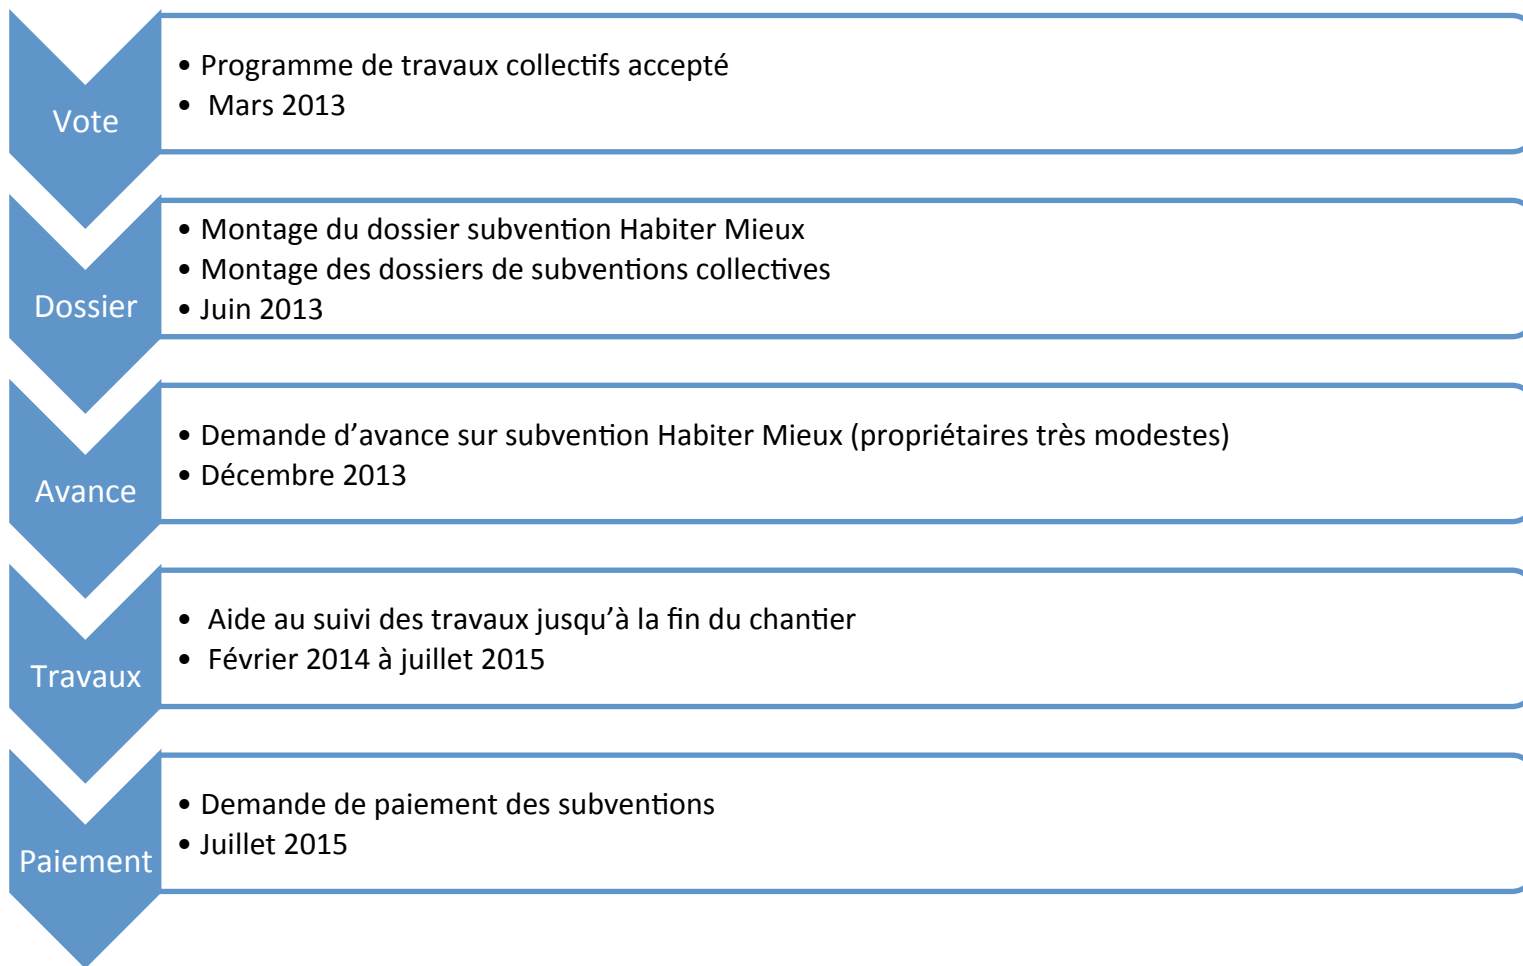 Vote
• Programme de travaux collectifs accepté
• Mars 2013
Dossier
• Montage du dossier subvention Habiter Mieux
• Montage des dossiers de subventions collectives
• Juin 2013
Avance
• Demande d’avance sur subvention Habiter Mieux (propriétaires très modestes)
• Décembre 2013
Travaux
• Aide au suivi des travaux jusqu’à la fin du chantier
• Février 2014 à juillet 2015
Paiement
• Demande de paiement des subventions
• Juillet 2015